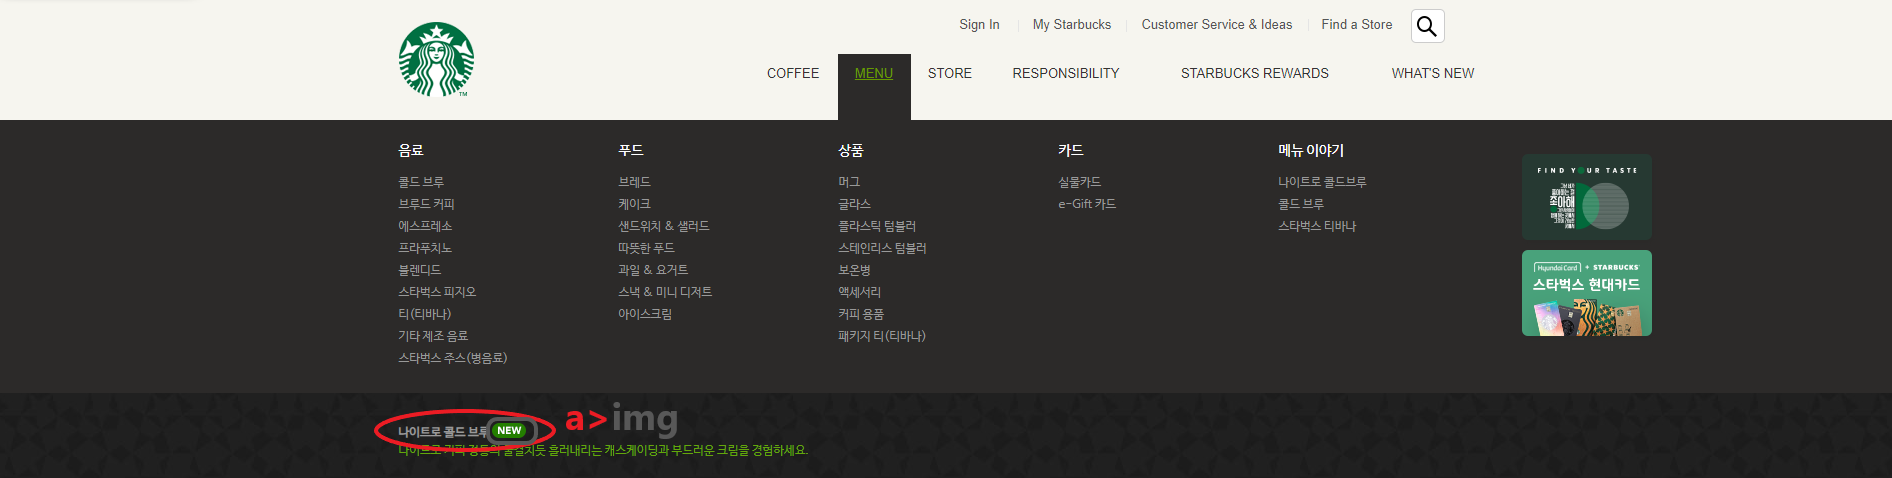 Sign In My Starbucks Customer Service & Ideas Find a Store
COFFEE MENU STORE RESPONSIBILITY STARBUCKS REWARDS WHAT'S NEW
TM
음료
콜드 브루
브루드 커피
에스프레소
프라푸치노
블렌디드
스타벅스 피지오
티(티바나)
기타 제조 음료
스타벅스 주스(병음료)
푸드
브레드
케이크
샌드위치 & 샐러드
따뜻한 푸드
과일 & 요거트
스낵 & 미니 디저트
아이스크림
상품
머그
글라스
플라스틱 텀블러
스테인리스 텀블러
보온병
액세서리
커피 용품
패키지 티(티바나)
카드
실물카드
e-Gift 카드
메뉴 이야기
나이트로 콜드브루
콜드 브루
스타벅스 티바나
FIND YOUR TASTE
좋아해
HyundaiCard + STARBUCKS
스타벅스 현대카드
나이트로 콜드 브루 NEW
a>img
나이트로 커피 정통의 물결치듯 흘러내리는 캐스케이딩과 부드러운 크림을 경험하세요.